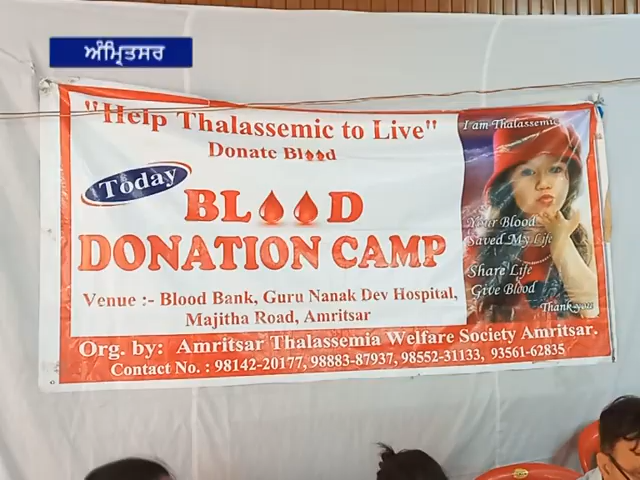 ਅੰਮ੍ਰਿਤਸਰ
"Help Thalassemic to Live"
Donate Blood
Today
BLOOD
DONATION CAMP
Venue :- Blood Bank, Guru Nanak Dev Hospital,
Majitha Road, Amritsar
I am Thalassemic
Your Blood
Saved My Life
Share Life
Give Blood
Thank you
Org. by: Amritsar Thalassemia Welfare Society Amritsar.
Contact No. : 98142-20177, 98883-87937, 98552-31133, 93561-62835